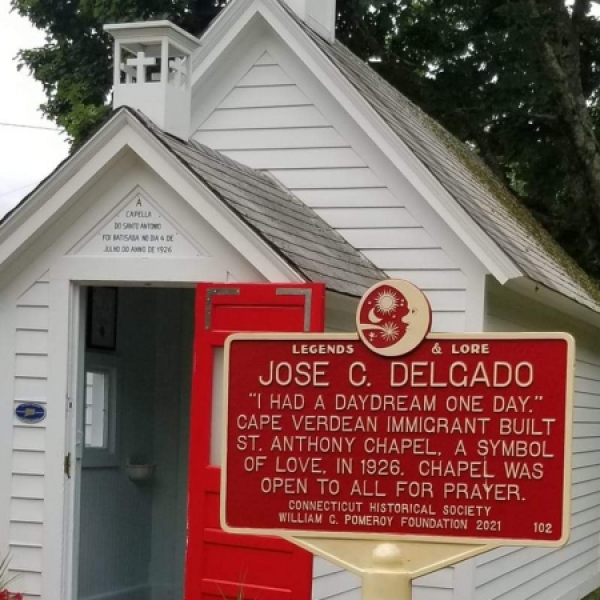 A
CAPELLA
DO SANTO ANTONIO
FOI BATISADA NO DIA 4 DE
JULHO DO ANNO DE 1926
LEGENDS & LORE
JOSE C. DELGADO
"I HAD A DAYDREAM ONE DAY."
CAPE VERDEAN IMMIGRANT BUILT
ST. ANTHONY CHAPEL, A SYMBOL
OF LOVE, IN 1926. CHAPEL WAS
OPEN TO ALL FOR PRAYER.
CONNECTICUT HISTORICAL SOCIETY
WILLIAM G. POMEROY FOUNDATION 2021 102